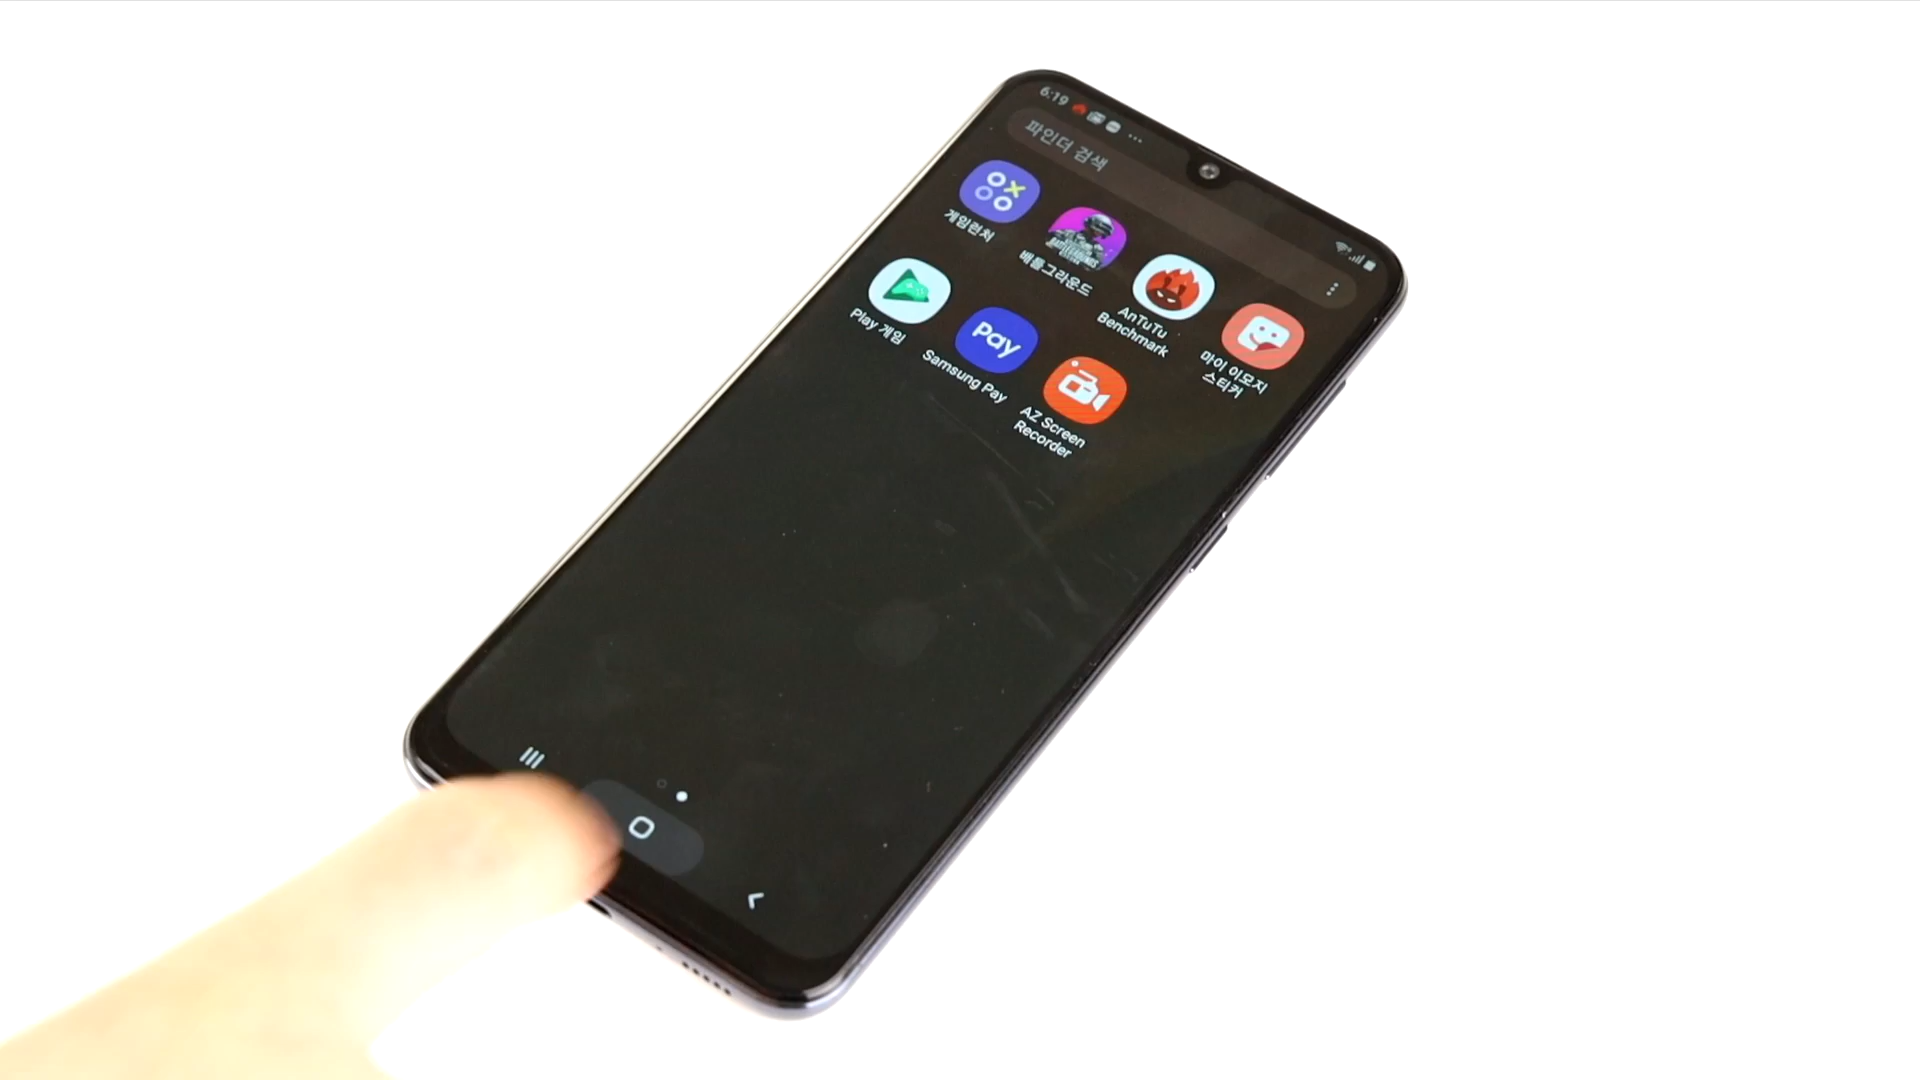 6:19
파인더 검색
게임런처
배틀그라운드
AnTuTu
Benchmark
마이 이모지
스티커
Play 게임
Pay
Samsung Pay
AZ Screen
Recorder